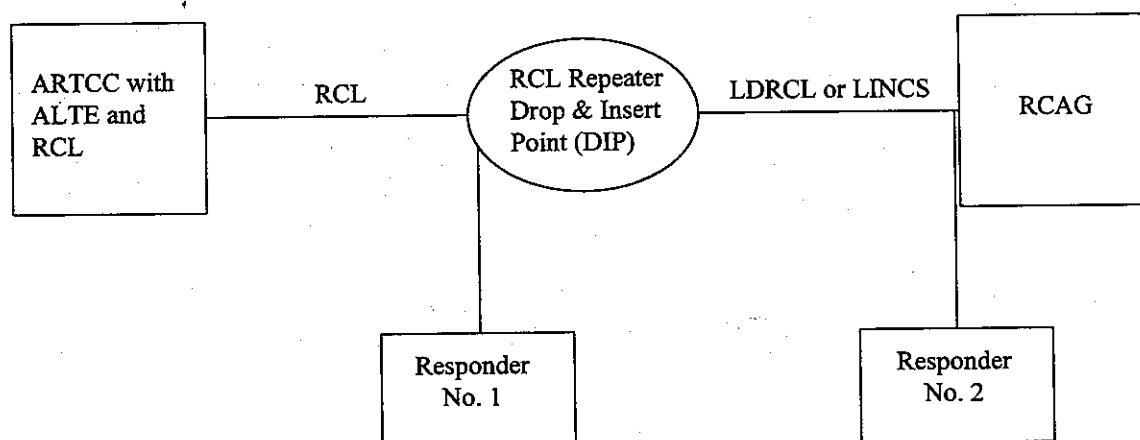 ARTCC with
ALTE and
RCL
RCL
RCL Repeater
Drop & Insert
Point (DIP)
LDRCL or LINCS
RCAG
Responder
No. 1
Responder
No. 2